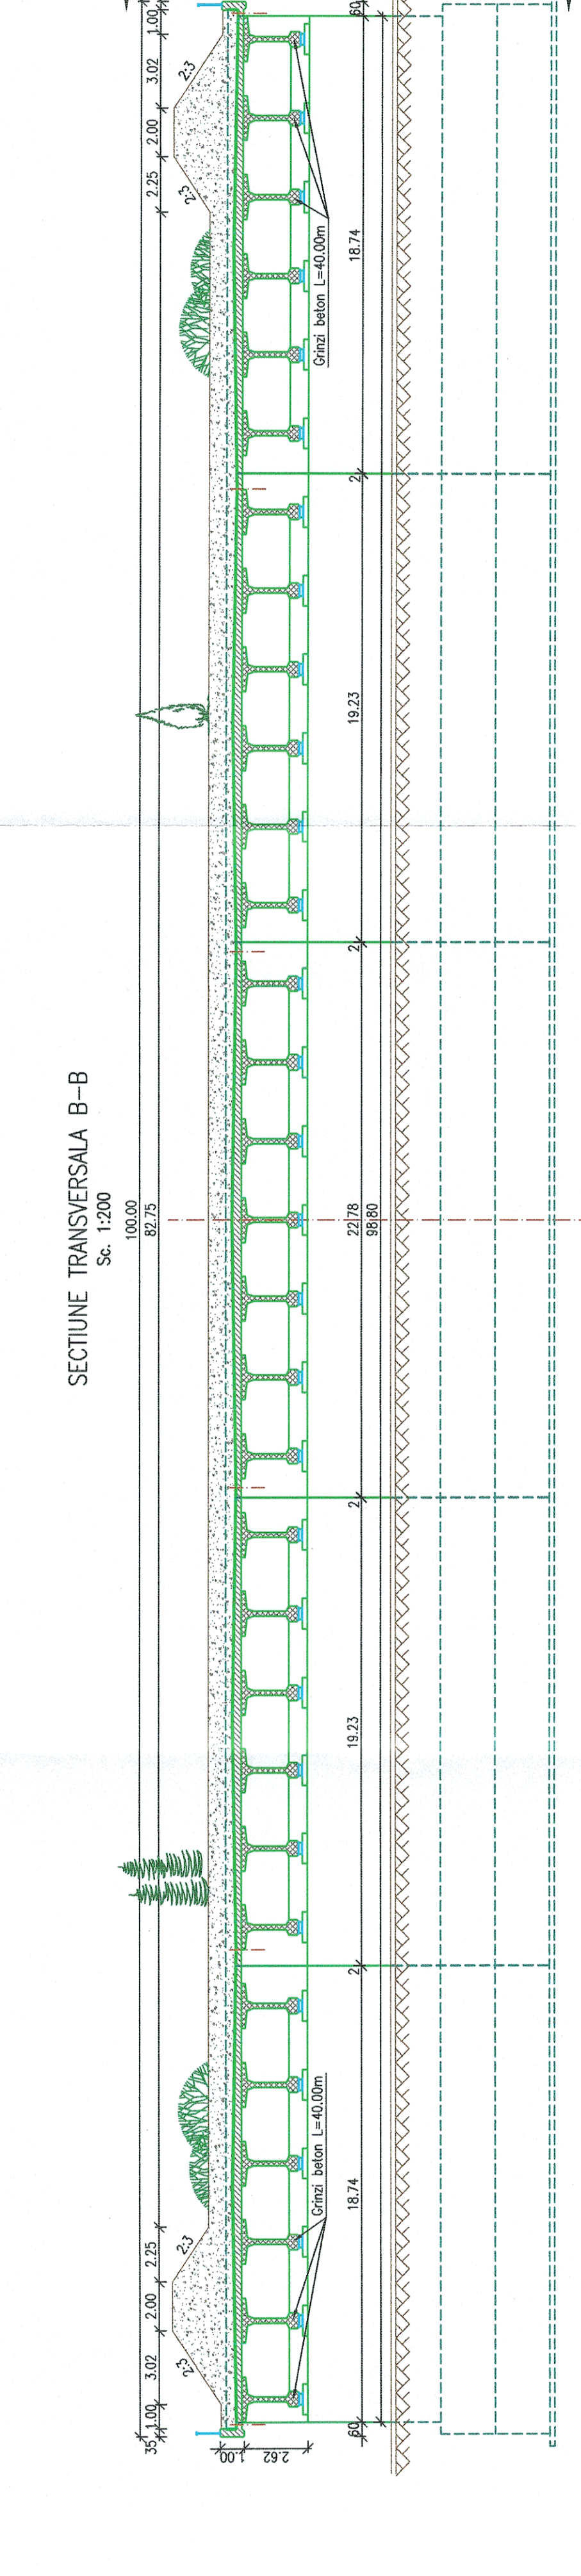 SECTIUNE TRANSVERSALA B-B
Sc. 1:200
100.00
35 1.00 3.02 2.00 2.25 82.75 2.25 2.00 3.02 1.00
2:3 2:3 2:3 2:3
1.00
2.62
Grinzi beton L=40.00m
Grinzi beton L=40.00m
60 18.74 2 19.23 2 22.78 2 19.23 2 18.74 60
98.80